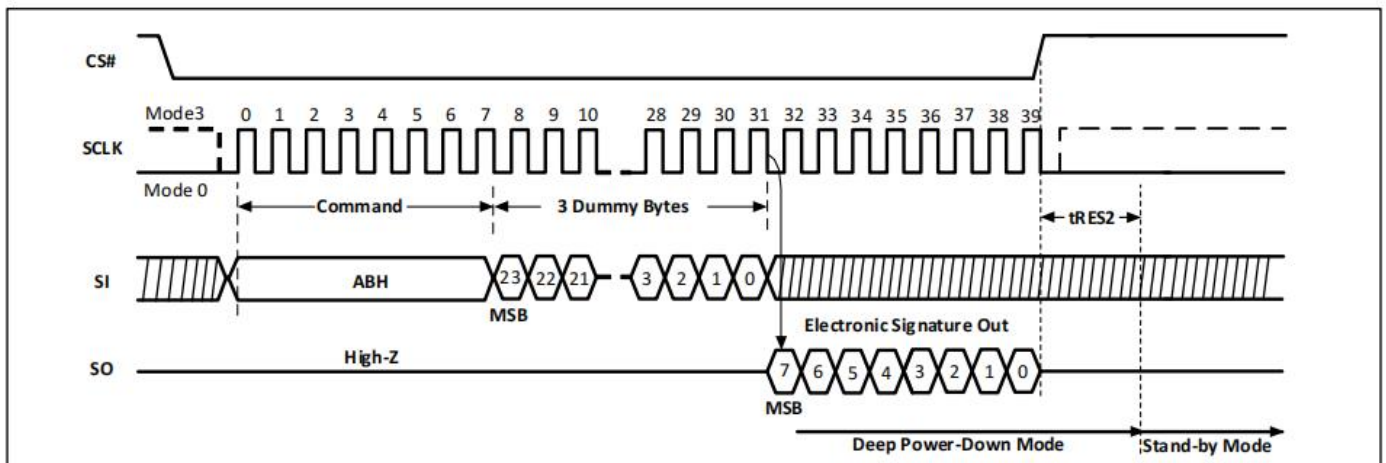 CS#
Mode3
0 1 2 3 4 5 6 7 8 9 10 28 29 30 31 32 33 34 35 36 37 38 39
SCLK
Mode 0
Command
3 Dummy Bytes
tRES2
SI
ABH
23 22 21 3 2 1 0
MSB
Electronic Signature Out
High-Z
SO
7 6 5 4 3 2 1 0
MSB
Deep Power-Down Mode
Stand-by Mode